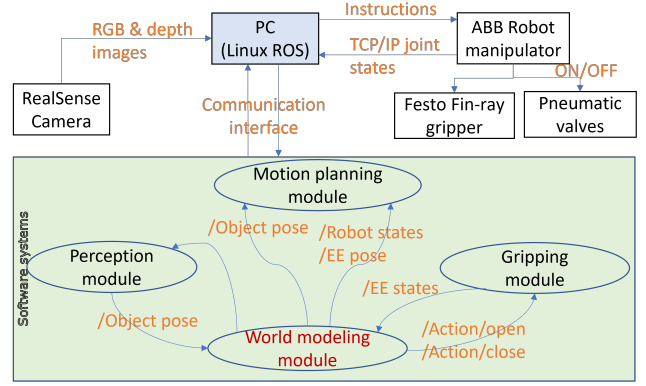 Instructions
RGB & depth
images
PC
(Linux ROS)
ABB Robot
manipulator
TCP/IP joint
states
ON/OFF
RealSense
Camera
Communication
interface
Festo Fin-ray
gripper
Pneumatic
valves
Software systems
Motion planning
module
/Object pose
/Robot states
/EE pose
Perception
module
Gripping
module
/EE states
/Object pose
/Action/open
/Action/close
World modeling
module